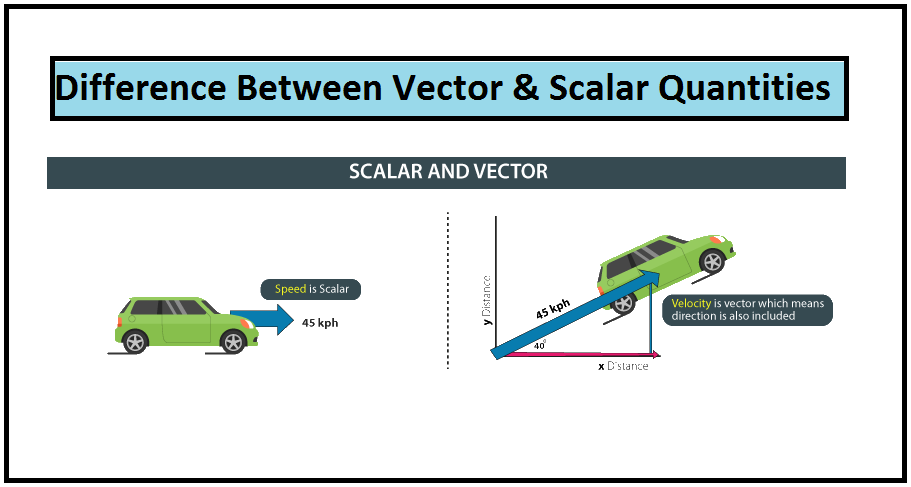 Difference Between Vector & Scalar Quantities
SCALAR AND VECTOR
Speed is Scalar
45 kph
y Distance
45 kph
40°
x Distance
Velocity is vector which means
direction is also included